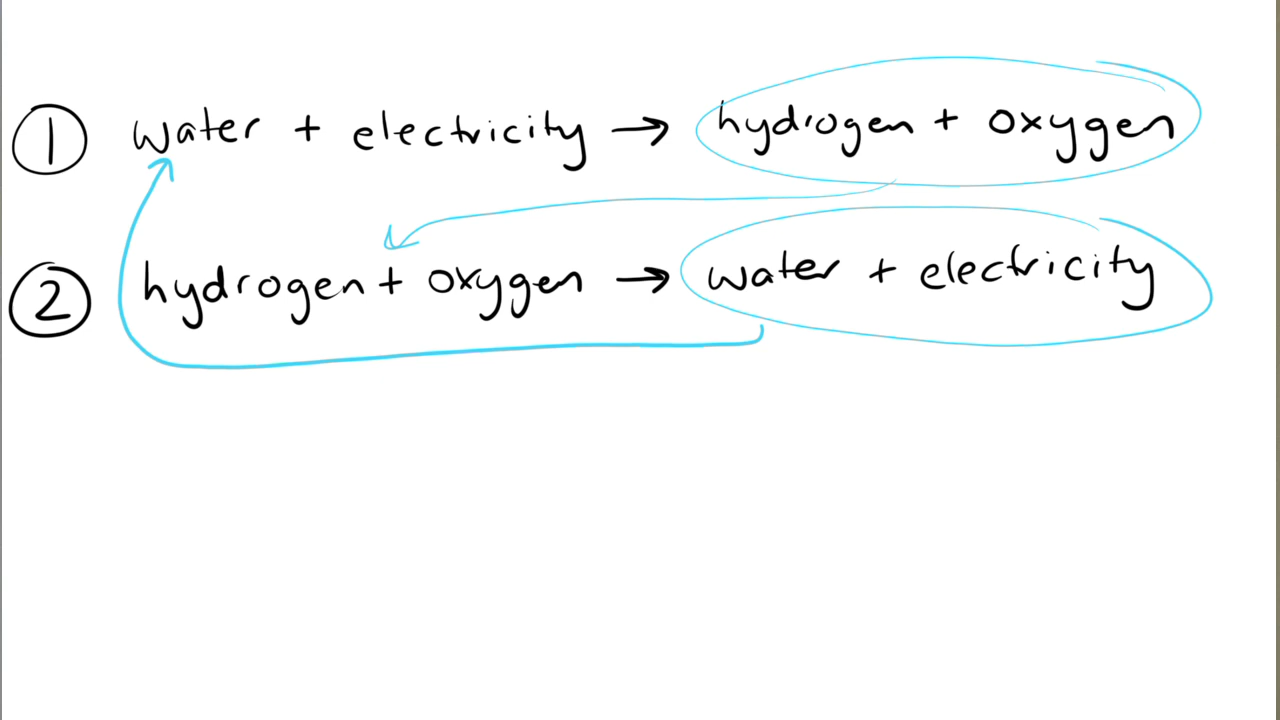 ① water + electricity → hydrogen + oxygen
② hydrogen + oxygen → water + electricity